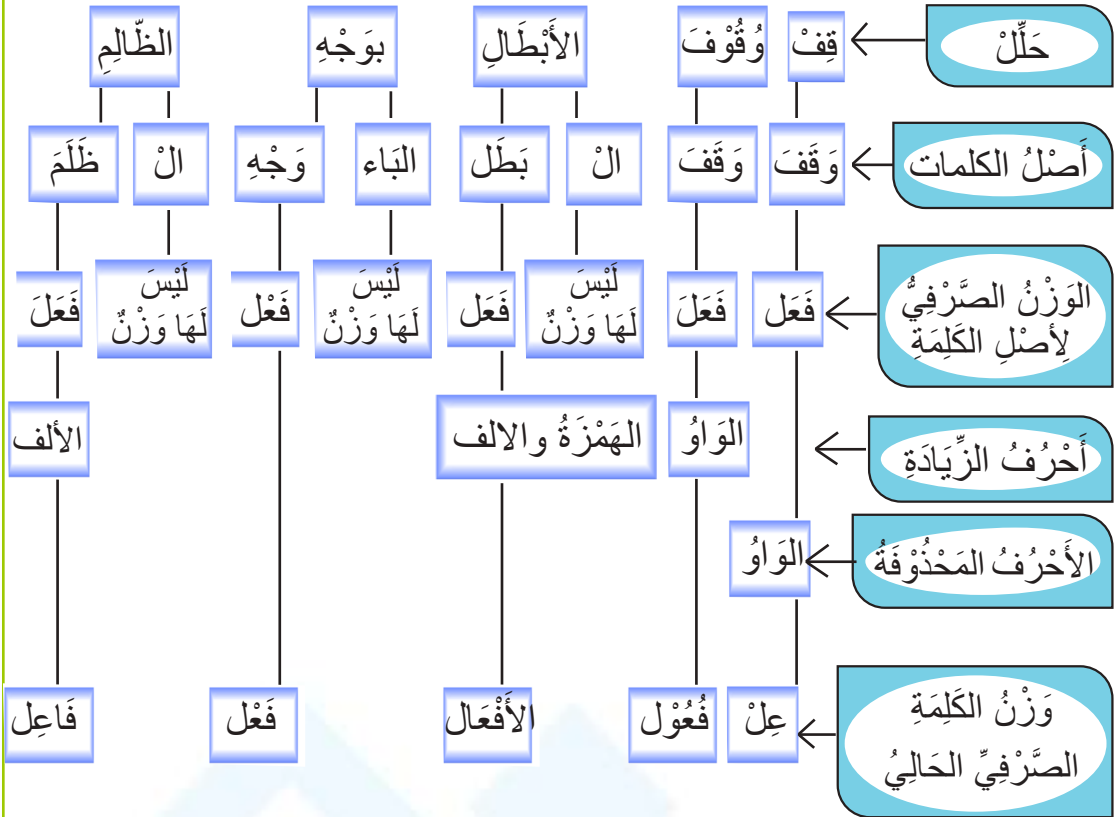 حَلِّلْ
قِفْ
وُقُوْفَ
الأَبْطَالِ
بوَجْهِ
الظّالِمِ
أَصْلُ الكلمات
وَقَفَ
وَقَفَ
الْ
بَطَل
البَاء
وَجْهِ
الْ
ظَلَمَ
الوَزْنُ الصَّرْفِيُّ
لِأصْلِ الكَلِمَةِ
فَعَل
فَعَلَ
لَيْسَ
لَهَا وَزْنٌ
فَعَل
لَيْسَ
لَهَا وَزْنٌ
فَعْل
لَيْسَ
لَهَا وَزْنٌ
فَعَلَ
أَحْرُفُ الزِّيَادَةِ
الوَاوُ
الهَمْزَةُ والالف
الألف
الأَحْرُفُ المَحْذُوْفَةُ
الوَاوُ
وَزْنُ الكَلِمَةِ
الصَّرْفِيِّ الحَالِيُ
عِلْ
فُعُوْل
الأَفْعَال
فَعْل
فَاعِل